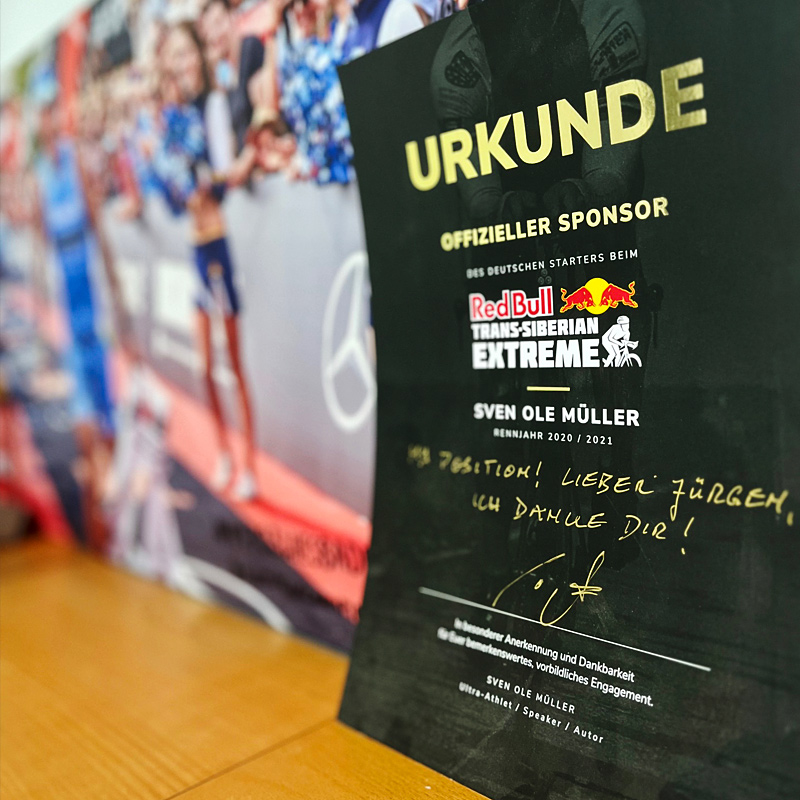 URKUNDE
OFFIZIELLER SPONSOR
DES DEUTSCHEN STARTERS BEIM
Red Bull
TRANS-SIBERIAN
EXTREME
SVEN OLE MÜLLER
RENNJAHR 2020 / 2021
POSITION! LIEBER JÜRGEN,
ICH DANKE DIR!
In besonderer Anerkennung und Dankbarkeit
für Euer bemerkenswertes, vorbildliches Engagement.
SVEN OLE MÜLLER
Ultra-Athlet / Speaker / Autor